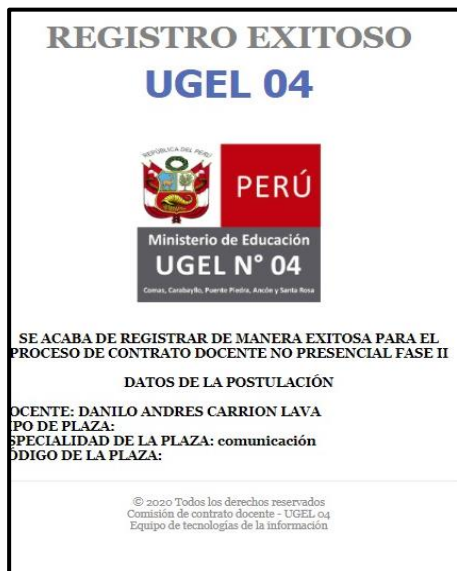 REGISTRO EXITOSO
UGEL 04
REPÚBLICA DEL PERÚ
PERÚ
Ministerio de Educación
UGEL N° 04
Comas, Carabayllo, Puente Piedra, Ancón y Santa Rosa
SE ACABA DE REGISTRAR DE MANERA EXITOSA PARA EL
PROCESO DE CONTRATO DOCENTE NO PRESENCIAL FASE II
DATOS DE LA POSTULACIÓN
OCENTE: DANILO ANDRES CARRION LAVA
IPO DE PLAZA:
SPECIALIDAD DE LA PLAZA: comunicación
ÓDIGO DE LA PLAZA:
© 2020 Todos los derechos reservados
Comisión de contrato docente - UGEL 04
Equipo de tecnologías de la información